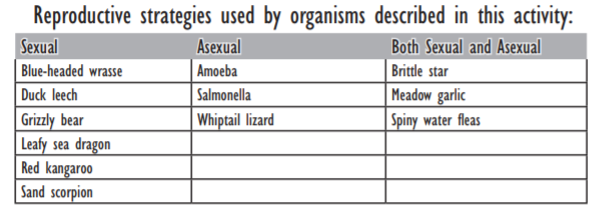 Reproductive strategies used by organisms described in this activity:
Sexual Asexual Both Sexual and Asexual
Blue-headed wrasse Amoeba Brittle star
Duck leech Salmonella Meadow garlic
Grizzly bear Whiptail lizard Spiny water fleas
Leafy sea dragon
Red kangaroo
Sand scorpion